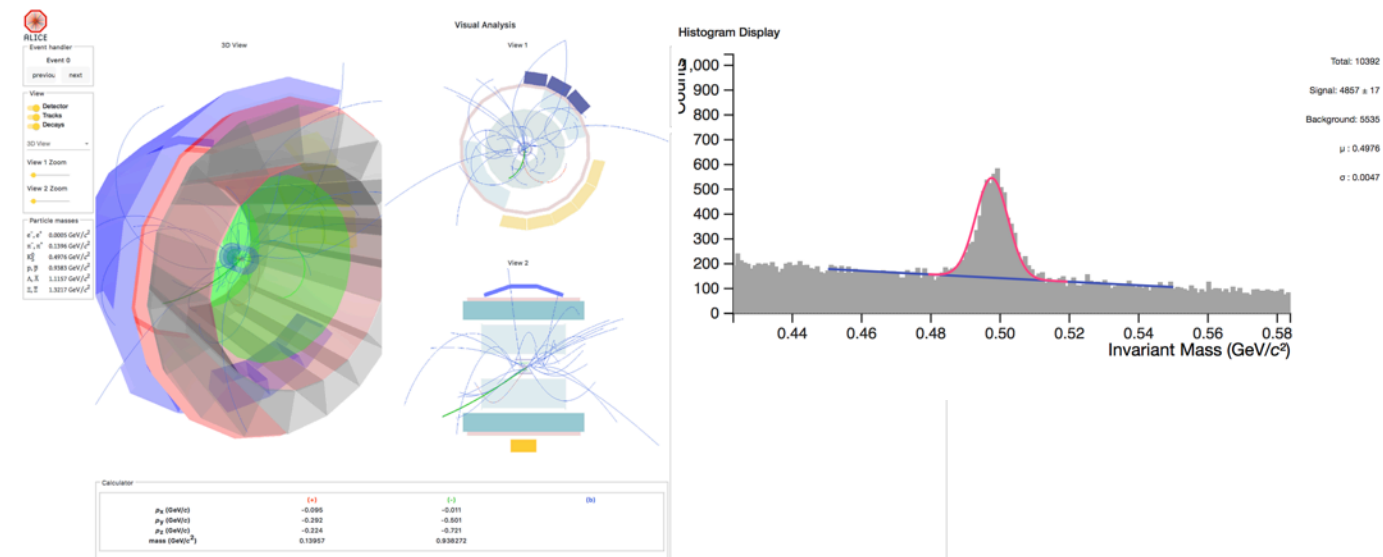 ALICE
Event handler
Event 0
previou next
View
Detector
Tracks
Decays
3D View
View 1 Zoom
View 2 Zoom
Particle masses
e⁻, e⁺ 0.0005 GeV/c²
π⁻, π⁺ 0.1396 GeV/c²
K⁰S 0.4976 GeV/c²
p, p̅ 0.9383 GeV/c²
Λ, Λ̅ 1.1157 GeV/c²
Ξ, Ξ̅ 1.3217 GeV/c²
Visual Analysis
3D View
View 1
View 2
Calculator
(+) (-) (b)
pₓ (GeV/c) -0.095 -0.011
pᵧ (GeV/c) -0.292 -0.501
p_z (GeV/c) -0.224 -0.721
mass (GeV/c²) 0.13957 0.938272
Histogram Display
,000
900
800
700
600
500
400
300
200
100
0
0.44 0.46 0.48 0.50 0.52 0.54 0.56 0.58
Invariant Mass (GeV/c²)
Total: 10392
Signal: 4857 ± 17
Background: 5535
μ : 0.4976
σ : 0.0047